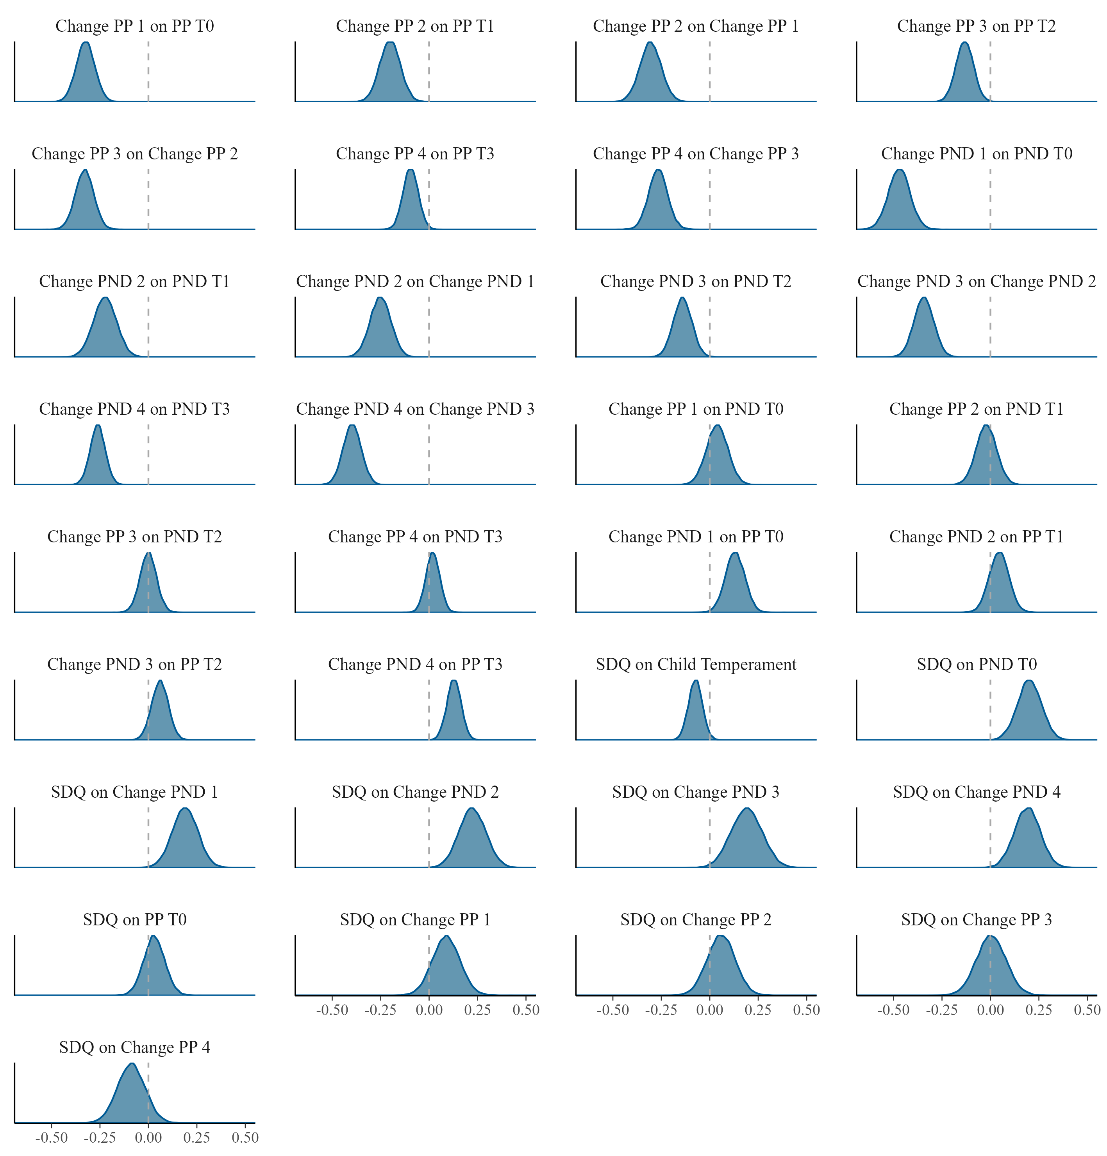 Change PP 1 on PP T0
Change PP 2 on PP T1
Change PP 2 on Change PP 1
Change PP 3 on PP T2
Change PP 3 on Change PP 2
Change PP 4 on PP T3
Change PP 4 on Change PP 3
Change PND 1 on PND T0
Change PND 2 on PND T1
Change PND 2 on Change PND 1
Change PND 3 on PND T2
Change PND 3 on Change PND 2
Change PND 4 on PND T3
Change PND 4 on Change PND 3
Change PP 1 on PND T0
Change PP 2 on PND T1
Change PP 3 on PND T2
Change PP 4 on PND T3
Change PND 1 on PP T0
Change PND 2 on PP T1
Change PND 3 on PP T2
Change PND 4 on PP T3
SDQ on Child Temperament
SDQ on PND T0
SDQ on Change PND 1
SDQ on Change PND 2
SDQ on Change PND 3
SDQ on Change PND 4
SDQ on PP T0
SDQ on Change PP 1
SDQ on Change PP 2
SDQ on Change PP 3
-0.50 -0.25 0.00 0.25 0.50
-0.50 -0.25 0.00 0.25 0.50
-0.50 -0.25 0.00 0.25 0.50
SDQ on Change PP 4
-0.50 -0.25 0.00 0.25 0.50